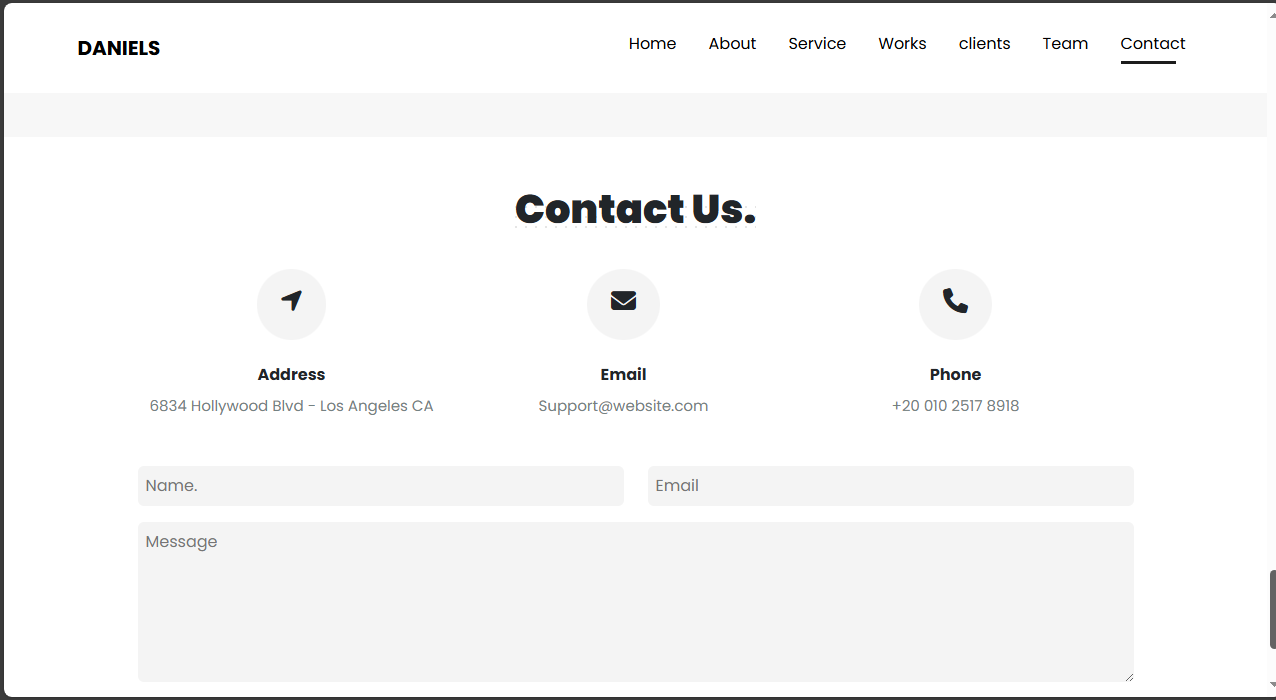 DANIELS
Home About Service Works clients Team Contact
Contact Us.
Address Email Phone
6834 Hollywood Blvd - Los Angeles CA Support@website.com +20 010 2517 8918
Name. Email
Message